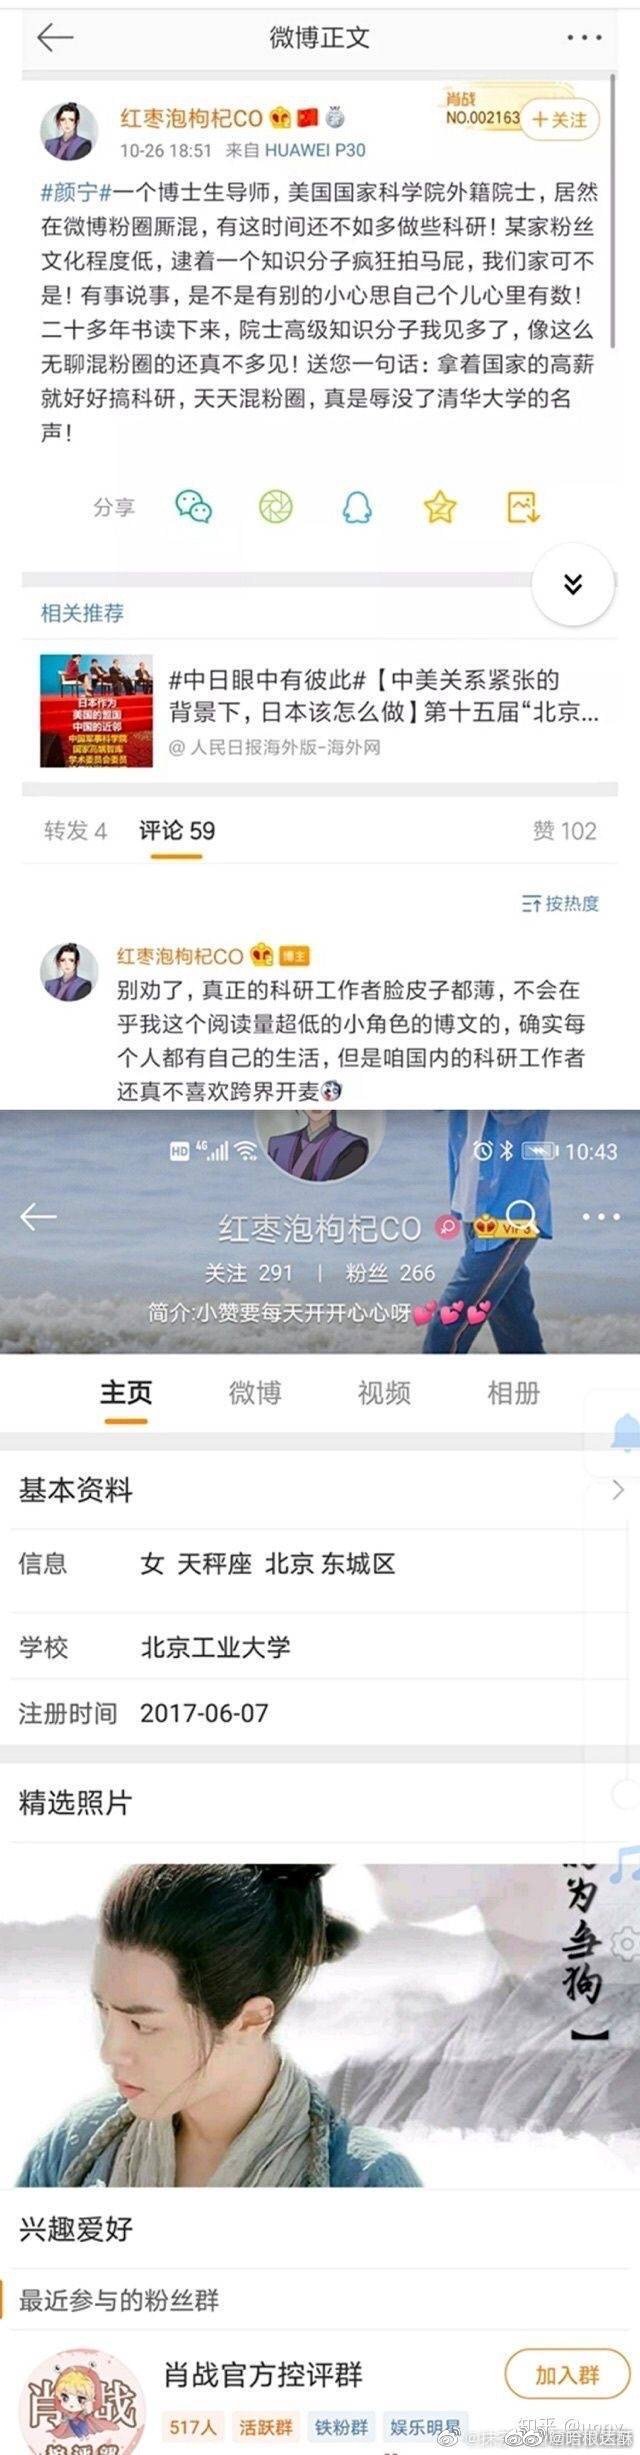 微博正文
红枣泡枸杞CO
肖战
NO.002163
＋关注
10-26 18:51 来自 HUAWEI P30
#颜宁#一个博士生导师，美国国家科学院外籍院士，居然
在微博粉圈厮混，有这时间还不如多做些科研！某家粉丝
文化程度低，逮着一个知识分子疯狂拍马屁，我们家可不
是！有事说事，是不是有别的小心思自己个儿心里有数！
二十多年书读下来，院士高级知识分子我见多了，像这么
无聊混粉圈的还真不多见！送您一句话：拿着国家的高薪
就好好搞科研，天天混粉圈，真是辱没了清华大学的名
声！
分享
相关推荐
日本作为
美国的盟国
中国的近邻
中国军事科学院
国家高端智库
学术委员会委员
#中日眼中有彼此#【中美关系紧张的
背景下，日本该怎么做】第十五届“北京...
@人民日报海外版-海外网
转发 4 评论 59 赞 102
按热度
红枣泡枸杞CO 博主
别劝了，真正的科研工作者脸皮子都薄，不会在
乎我这个阅读量超低的小角色的博文的，确实每
个人都有自己的生活，但是咱国内的科研工作者
还真不喜欢跨界开麦
HD 4G 10:43
红枣泡枸杞CO
关注 291 | 粉丝 266
简介:小赞要每天开开心心呀
主页 微博 视频 相册
基本资料
信息 女 天秤座 北京 东城区
学校 北京工业大学
注册时间 2017-06-07
精选照片
为
刍
狗
】
兴趣爱好
最近参与的粉丝群
肖战
肖战官方控评群
加入群
517人 活跃群 铁粉群 娱乐明星
@哈根达酥